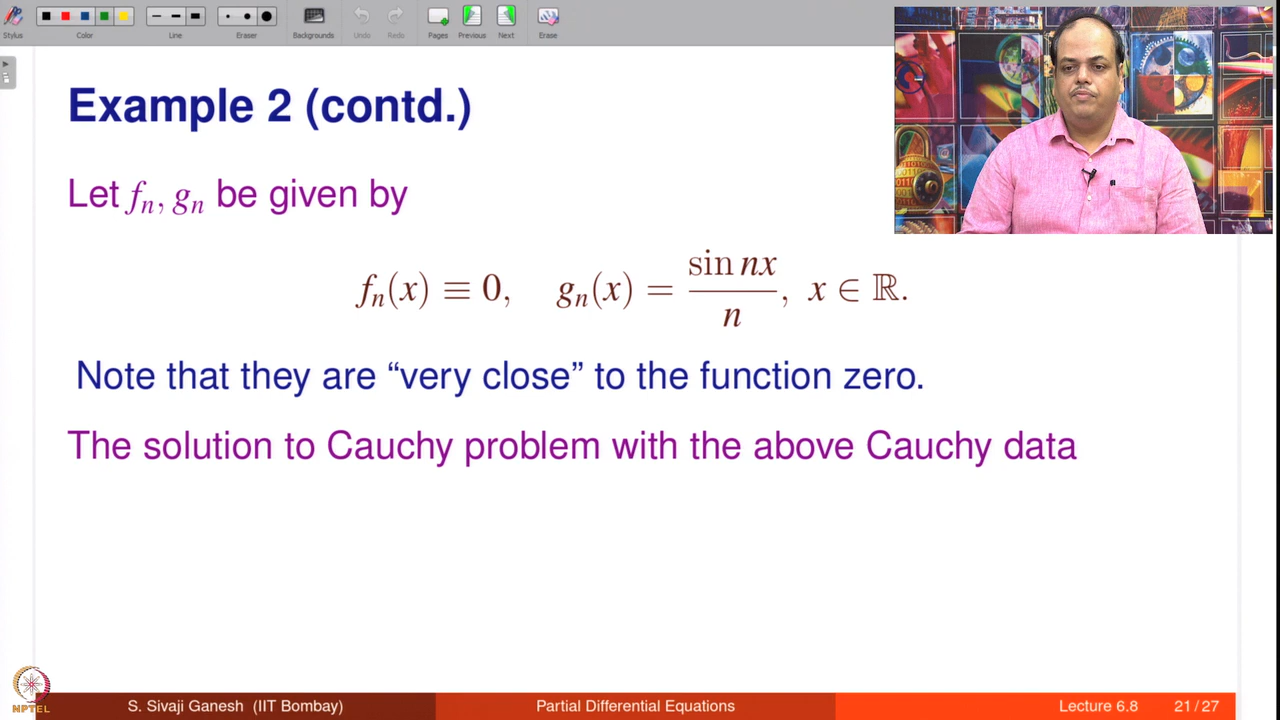 Stylus
Color
Line
Eraser
Backgrounds
Undo
Redo
Pages
Previous
Next
Erase
Example 2 (contd.)
Let fₙ, gₙ be given by
fₙ(x) ≡ 0, gₙ(x) = sin nx / n, x ∈ ℝ.
Note that they are “very close” to the function zero.
The solution to Cauchy problem with the above Cauchy data
NPTEL
S. Sivaji Ganesh (IIT Bombay)
Partial Differential Equations
Lecture 6.8
21 / 27